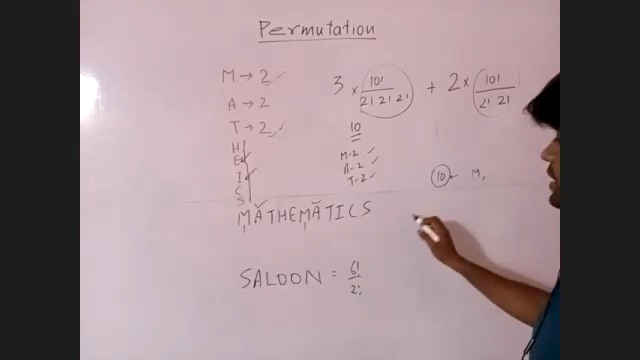 Permutation
M → 2 ✓
A → 2
T → 2 ✓
H
E
I
C
S
3 × 10! / 2! 2! 2! + 2 × 10! / 2! 2!
10
M-2 ✓
A-2 ✓
T-2 ✓
10 M,
MATHEMATICS
SALOON = 6! / 2!